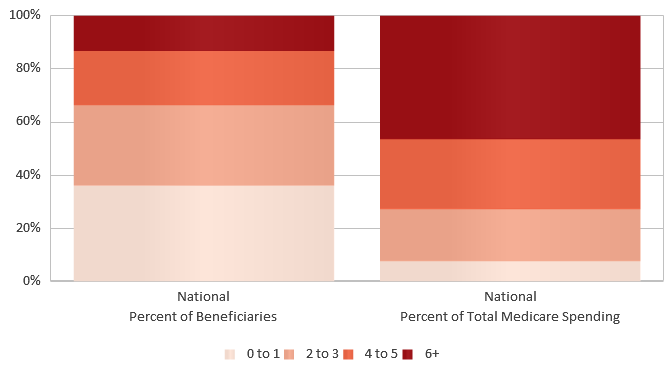 100%
80%
60%
40%
20%
0%
National
Percent of Beneficiaries
National
Percent of Total Medicare Spending
0 to 1 2 to 3 4 to 5 6+